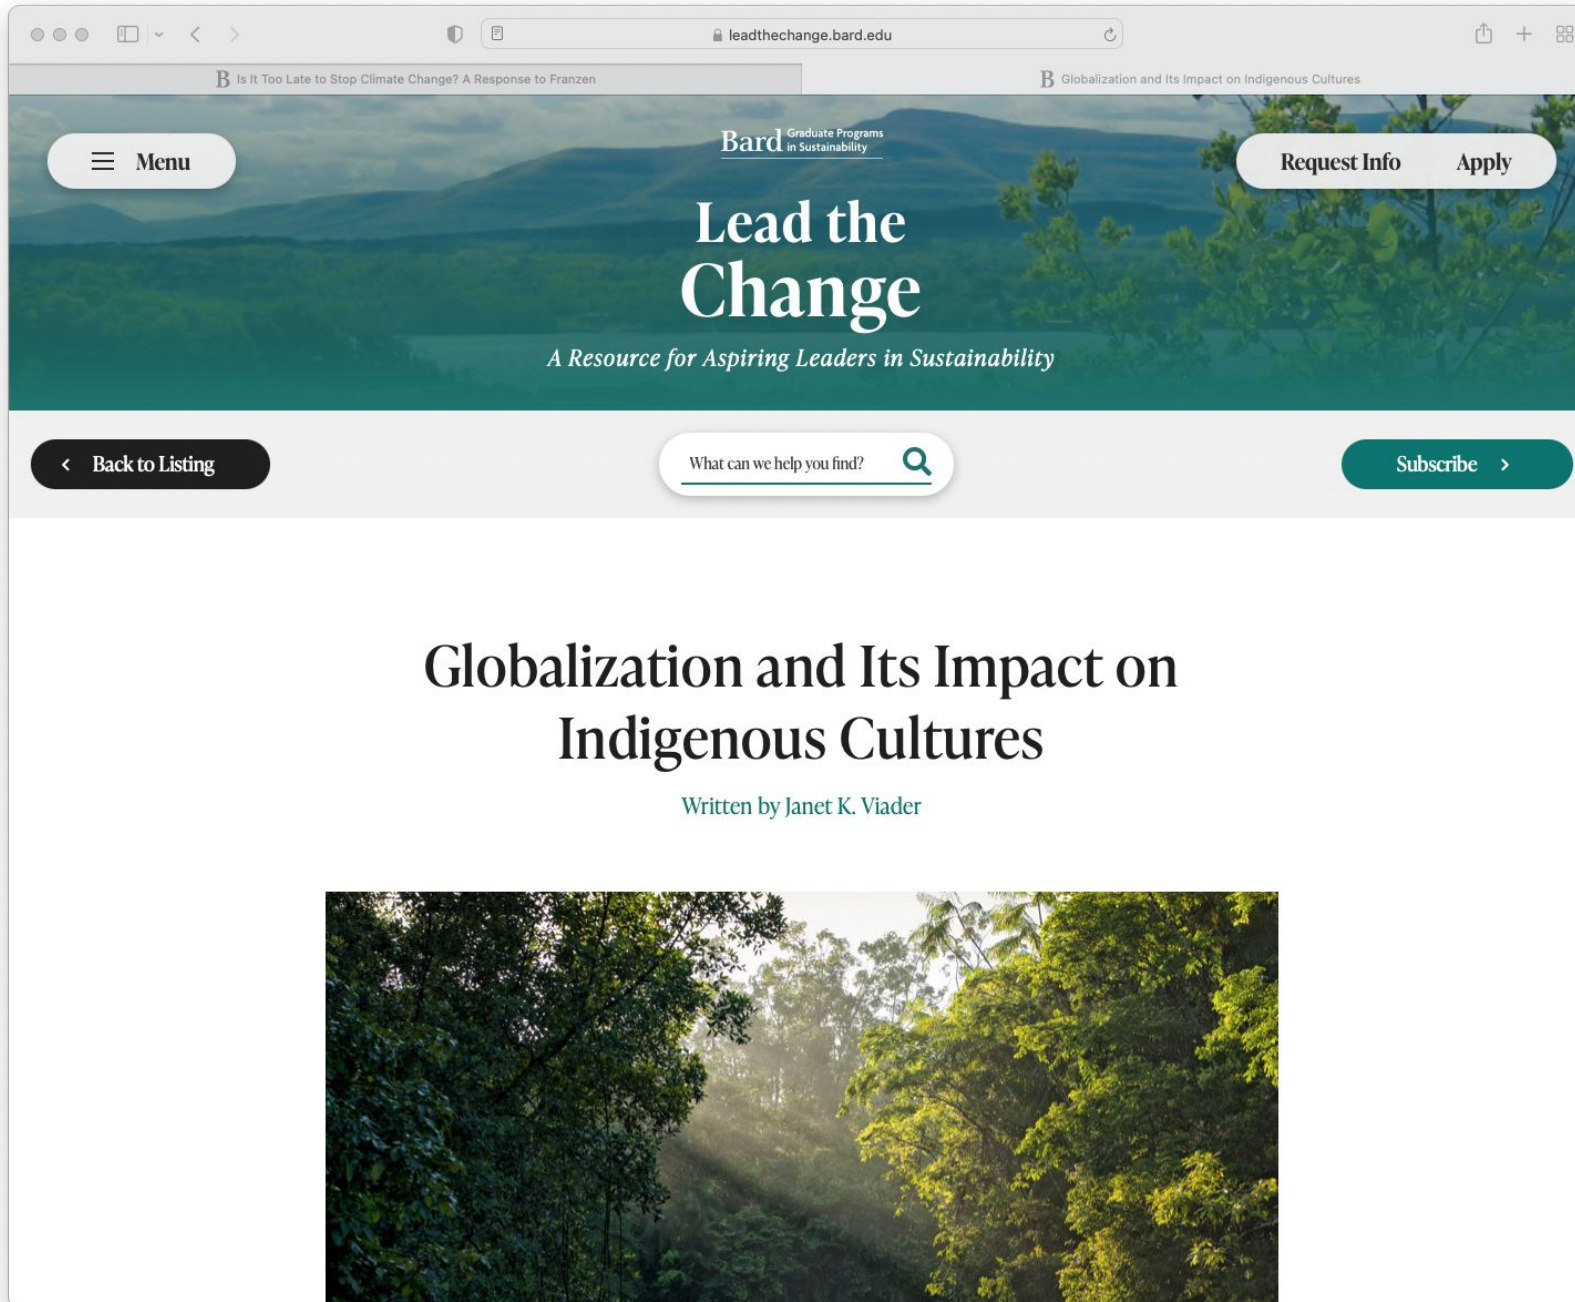 leadthechange.bard.edu
B Is It Too Late to Stop Climate Change? A Response to Franzen
B Globalization and Its Impact on Indigenous Cultures
Menu
Bard Graduate Programs
in Sustainability
Request Info Apply
Lead the
Change
A Resource for Aspiring Leaders in Sustainability
Back to Listing
What can we help you find?
Subscribe
Globalization and Its Impact on
Indigenous Cultures
Written by Janet K. Viader